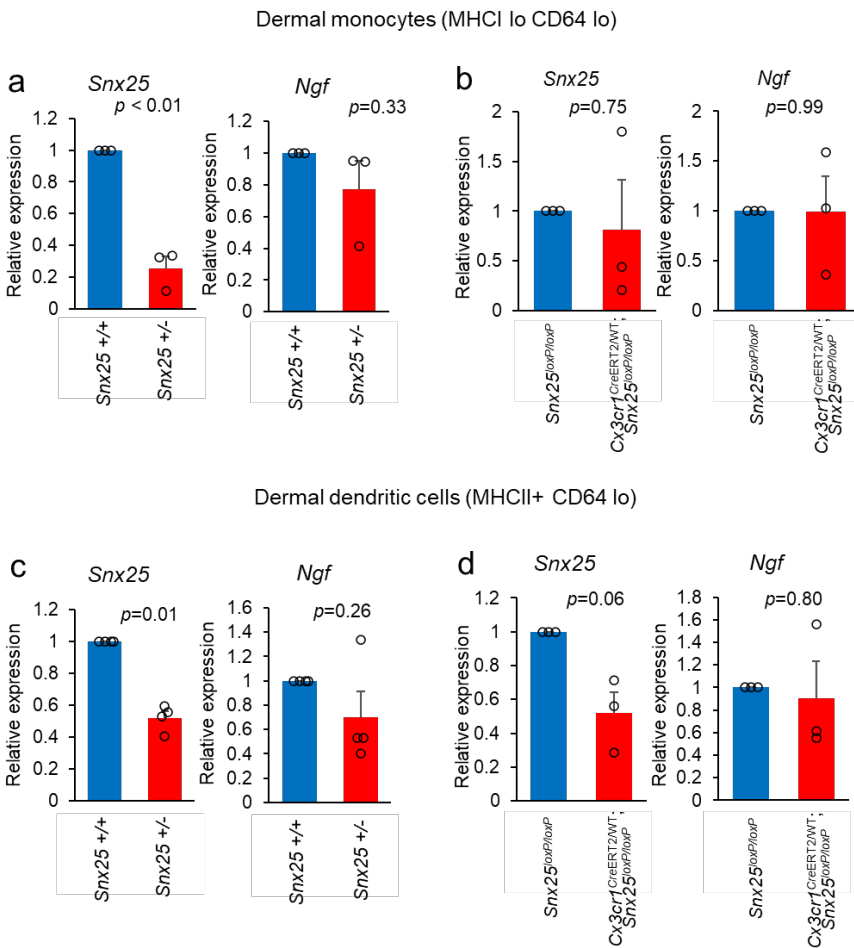 Dermal monocytes (MHCI lo CD64 lo)
a
Snx25
p < 0.01
Relative expression
1.2
1
0.8
0.6
0.4
0.2
0
Snx25 +/+
Snx25 +/-
Ngf
p=0.33
Relative expression
1.2
1
0.8
0.6
0.4
0.2
0
Snx25 +/+
Snx25 +/-
b
Snx25
p=0.75
Relative expression
2
1.5
1
0.5
0
Snx25loxP/loxP
Cx3cr1CreERT2/WT;
Snx25loxP/loxP
Ngf
p=0.99
Relative expression
2
1.5
1
0.5
0
Snx25loxP/loxP
Cx3cr1CreERT2/WT;
Snx25loxP/loxP
Dermal dendritic cells (MHCII+ CD64 lo)
c
Snx25
p=0.01
Relative expression
1.2
1
0.8
0.6
0.4
0.2
0
Snx25 +/+
Snx25 +/-
Ngf
p=0.26
Relative expression
1.6
1.4
1.2
1
0.8
0.6
0.4
0.2
0
Snx25 +/+
Snx25 +/-
d
Snx25
p=0.06
Relative expression
1.2
1
0.8
0.6
0.4
0.2
0
Snx25loxP/loxP
Cx3cr1CreERT2/WT;
Snx25loxP/loxP
Ngf
p=0.80
Relative expression
1.8
1.6
1.4
1.2
1
0.8
0.6
0.4
0.2
0
Snx25loxP/loxP
Cx3cr1CreERT2/WT;
Snx25loxP/loxP